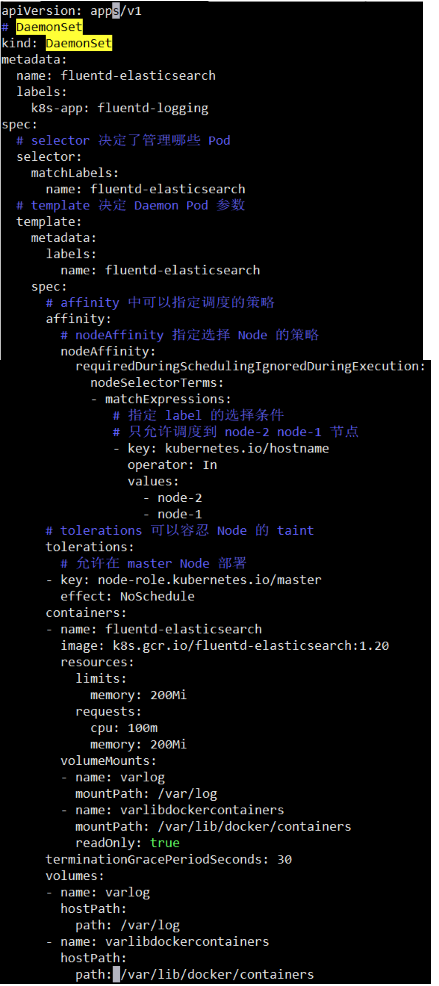 apiVersion: apps/v1
# DaemonSet
kind: DaemonSet
metadata:
  name: fluentd-elasticsearch
  labels:
    k8s-app: fluentd-logging
spec:
  # selector 决定了管理哪些 Pod
  selector:
    matchLabels:
      name: fluentd-elasticsearch
  # template 决定 Daemon Pod 参数
  template:
    metadata:
      labels:
        name: fluentd-elasticsearch
    spec:
      # affinity 中可以指定调度的策略
      affinity:
        # nodeAffinity 指定选择 Node 的策略
        nodeAffinity:
          requiredDuringSchedulingIgnoredDuringExecution:
            nodeSelectorTerms:
            - matchExpressions:
              # 指定 label 的选择条件
              # 只允许调度到 node-2 node-1 节点
              - key: kubernetes.io/hostname
                operator: In
                values:
                  - node-2
                  - node-1
      # tolerations 可以容忍 Node 的 taint
      tolerations:
        # 允许在 master Node 部署
      - key: node-role.kubernetes.io/master
        effect: NoSchedule
      containers:
      - name: fluentd-elasticsearch
        image: k8s.gcr.io/fluentd-elasticsearch:1.20
        resources:
          limits:
            memory: 200Mi
          requests:
            cpu: 100m
            memory: 200Mi
        volumeMounts:
        - name: varlog
          mountPath: /var/log
        - name: varlibdockercontainers
          mountPath: /var/lib/docker/containers
          readOnly: true
      terminationGracePeriodSeconds: 30
      volumes:
      - name: varlog
        hostPath:
          path: /var/log
      - name: varlibdockercontainers
        hostPath:
          path: /var/lib/docker/containers